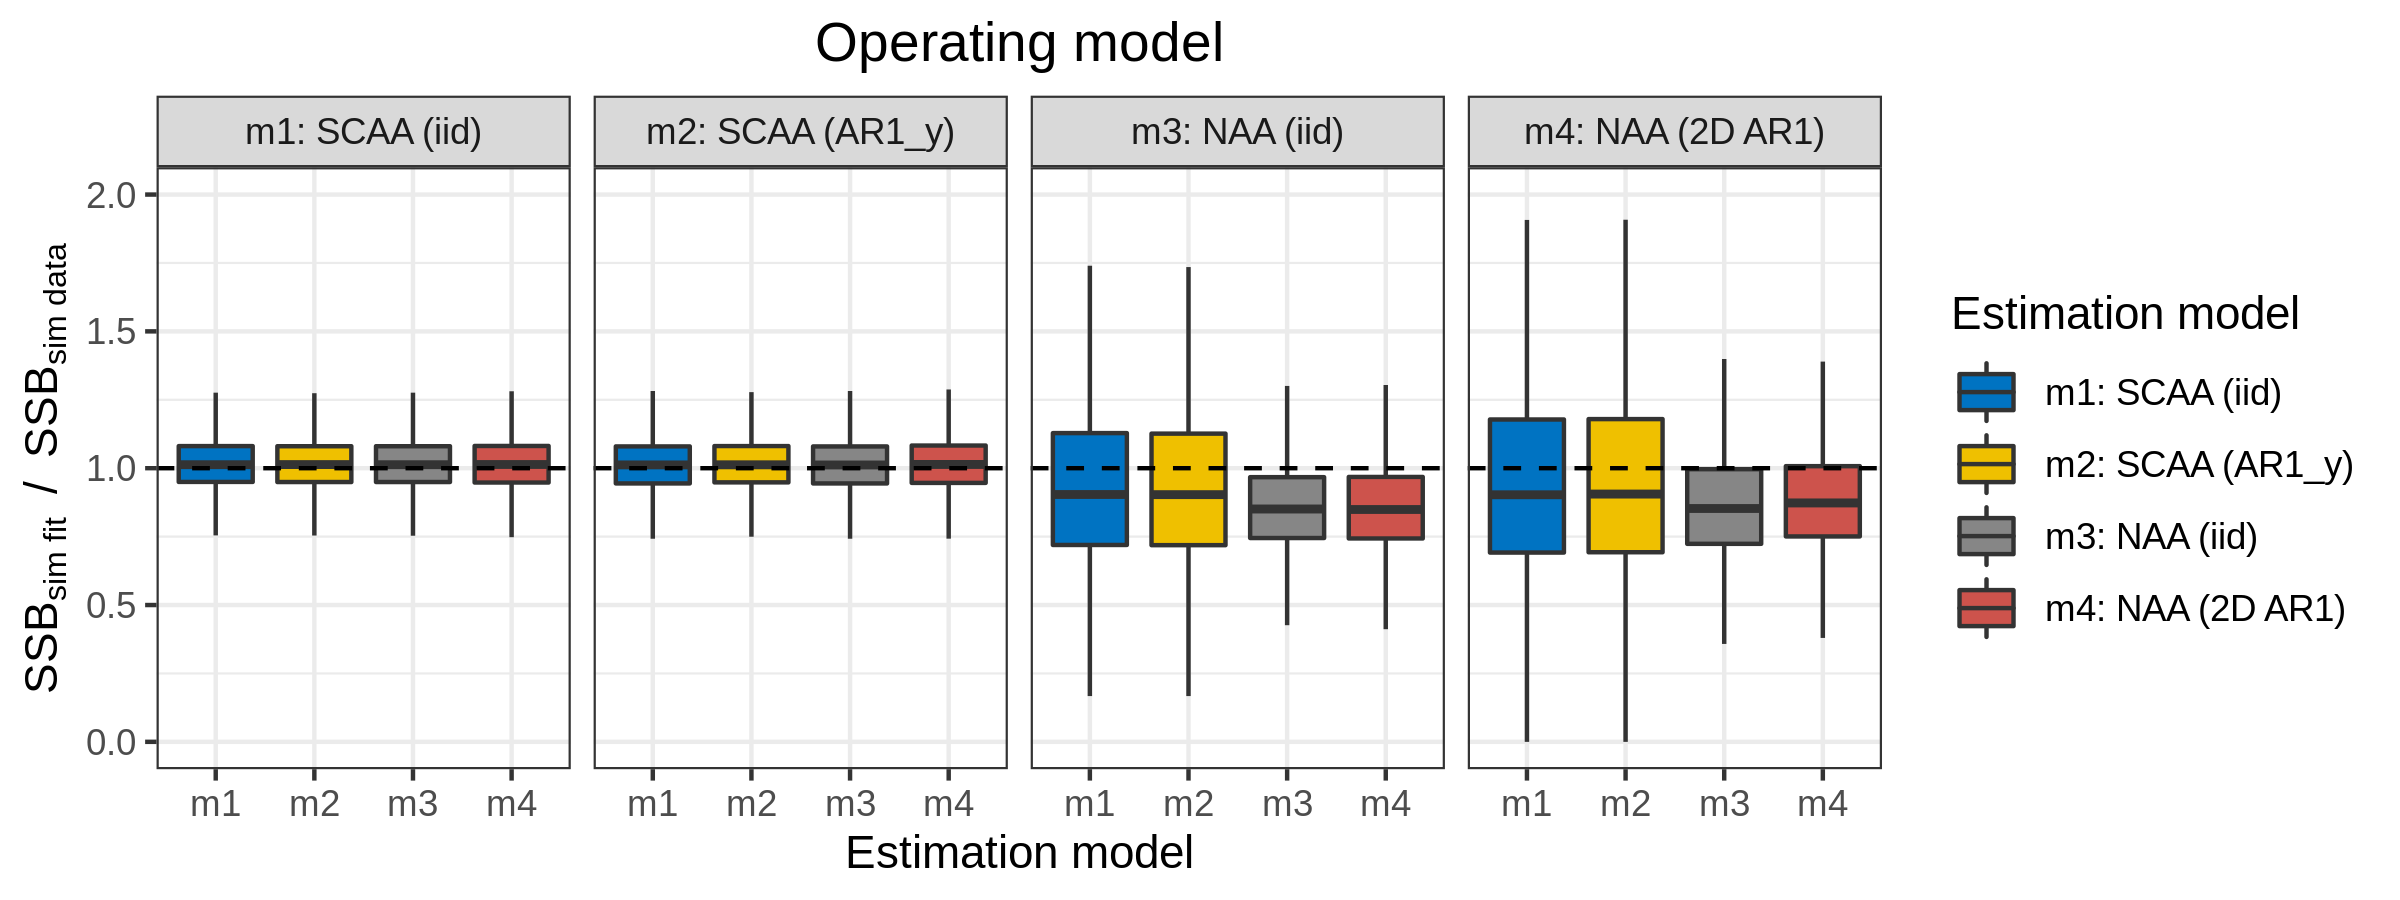 Operating model
m1: SCAA (iid)
m2: SCAA (AR1_y)
m3: NAA (iid)
m4: NAA (2D AR1)
SSBsim fit / SSBsim data
2.0
1.5
1.0
0.5
0.0
m1 m2 m3 m4
m1 m2 m3 m4
m1 m2 m3 m4
m1 m2 m3 m4
Estimation model
Estimation model
m1: SCAA (iid)
m2: SCAA (AR1_y)
m3: NAA (iid)
m4: NAA (2D AR1)